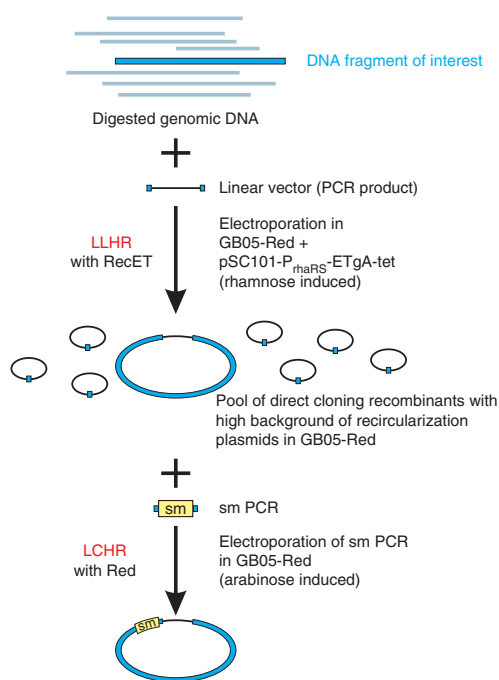 DNA fragment of interest
Digested genomic DNA
Linear vector (PCR product)
LLHR
with RecET
Electroporation in
GB05-Red +
pSC101-PrhaRS-ETgA-tet
(rhamnose induced)
Pool of direct cloning recombinants with
high background of recircularization
plasmids in GB05-Red
sm
sm PCR
LCHR
with Red
Electroporation of sm PCR
in GB05-Red
(arabinose induced)
sm